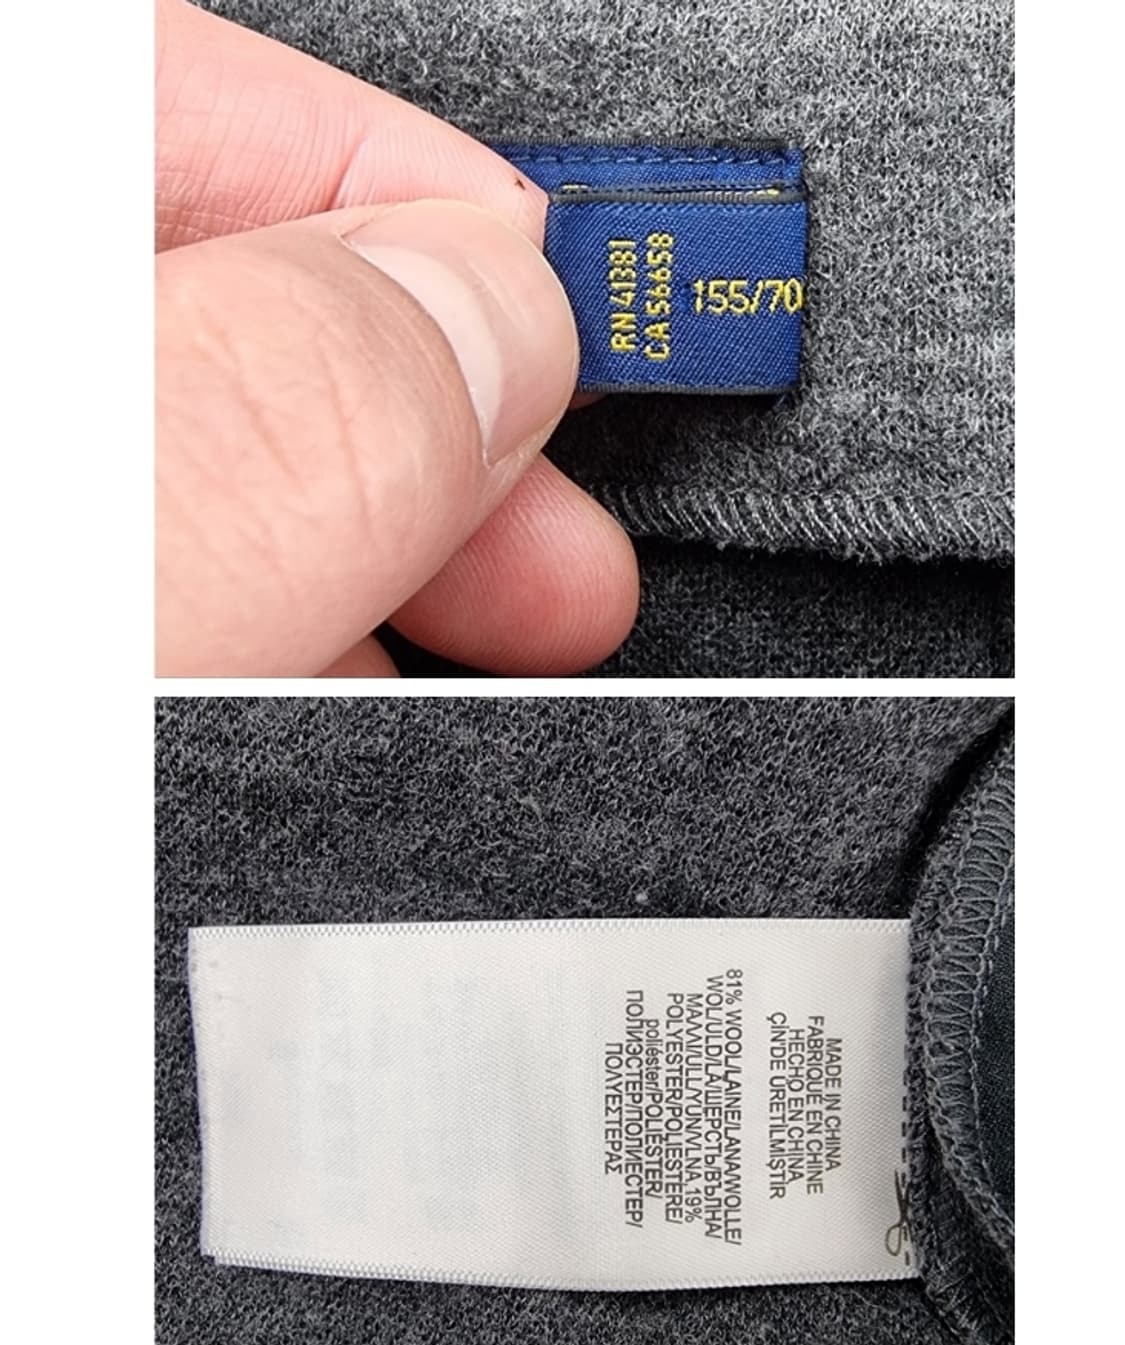 RN 41381
CA 56658
155/70
MADE IN CHINA
FABRIQUÉ EN CHINE
HECHO EN CHINA
ÇİN'DE ÜRETİLMİŞTİR
81% WOOL/LAINE/LANA/WOLLE/
WOL/ULD/LÃ/ШЕРСТЬ/ВЪЛНА/
ΜΑΛΛΙ/ULL/YÜN/VLNA,19%
POLYESTER/POLIESTERE/
poliéster/POLIESTER/
ПОЛИЭСТЕР/ПОЛИЕСТЕР/
ΠΟΛΥΕΣΤΕΡΑΣ